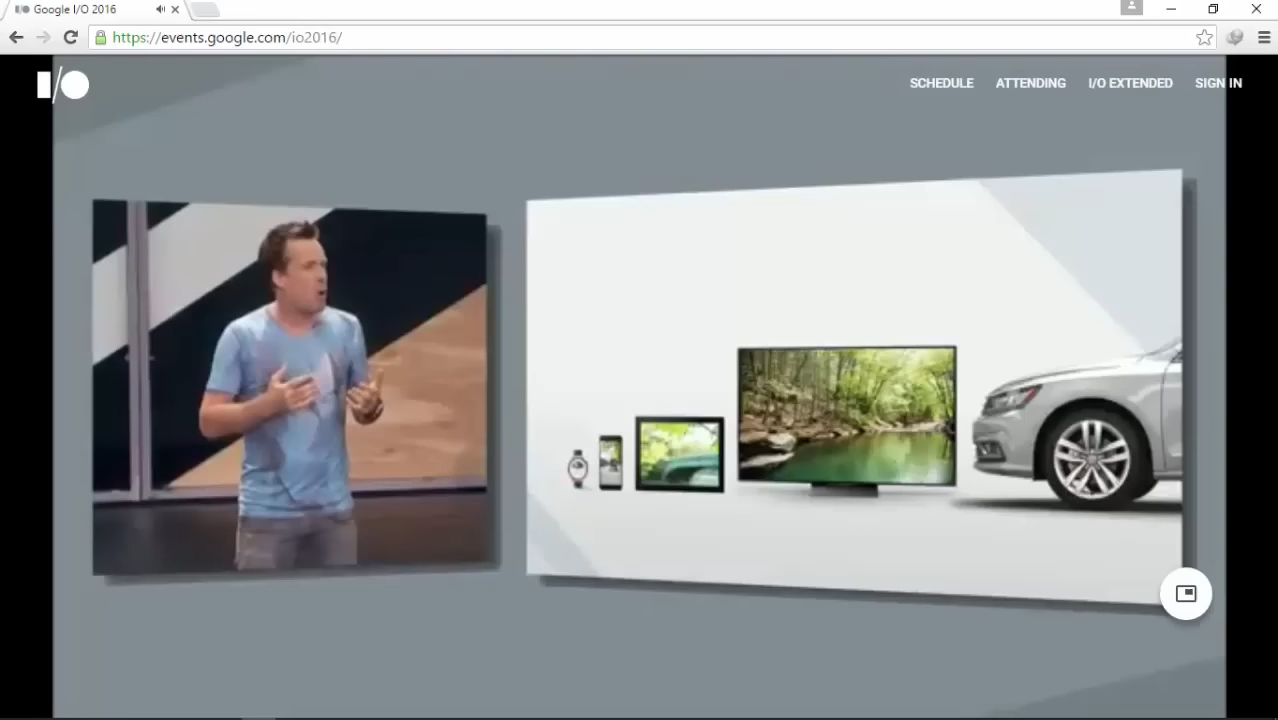 Google I/O 2016
https://events.google.com/io2016/
I/O
SCHEDULE ATTENDING I/O EXTENDED SIGN IN